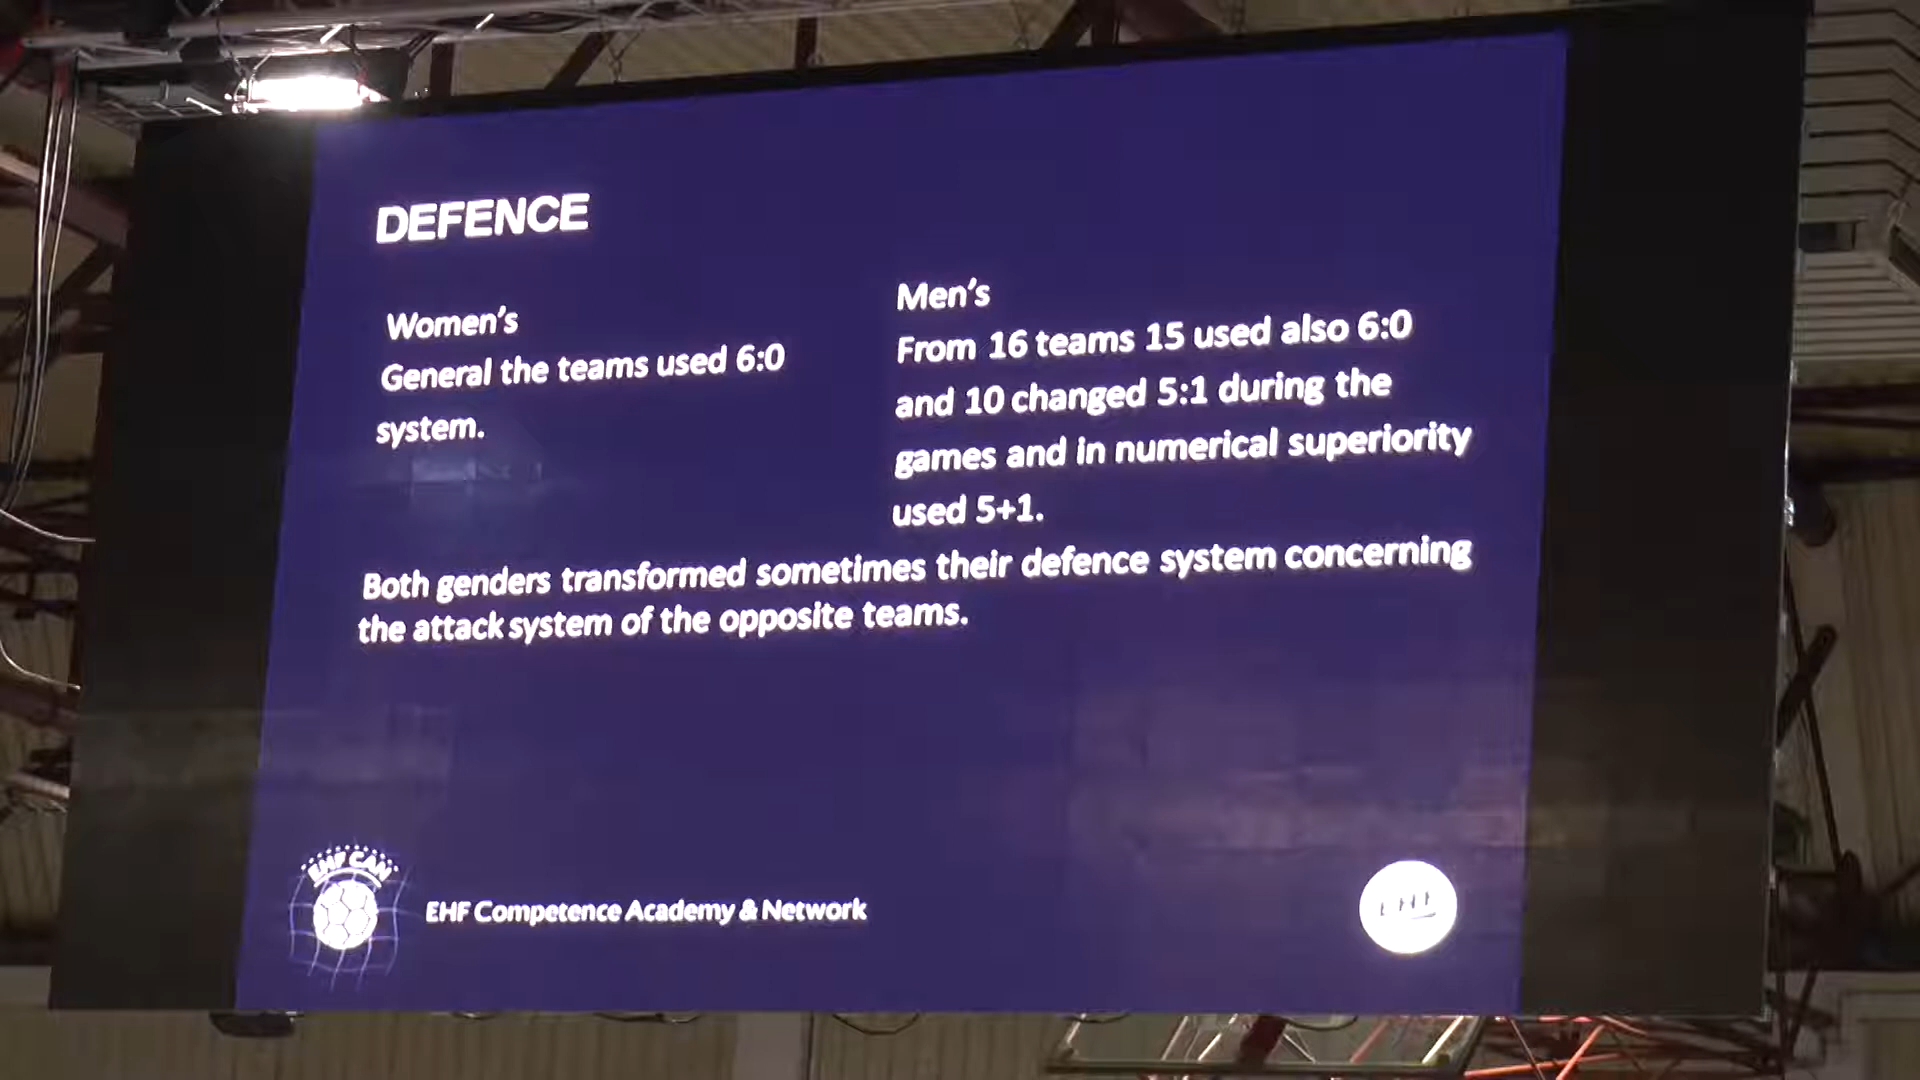 DEFENCE
Women's
General the teams used 6:0
system.
Men's
From 16 teams 15 used also 6:0
and 10 changed 5:1 during the
games and in numerical superiority
used 5+1.
Both genders transformed sometimes their defence system concerning
the attack system of the opposite teams.
EHF CAN
EHF Competence Academy & Network
EHF